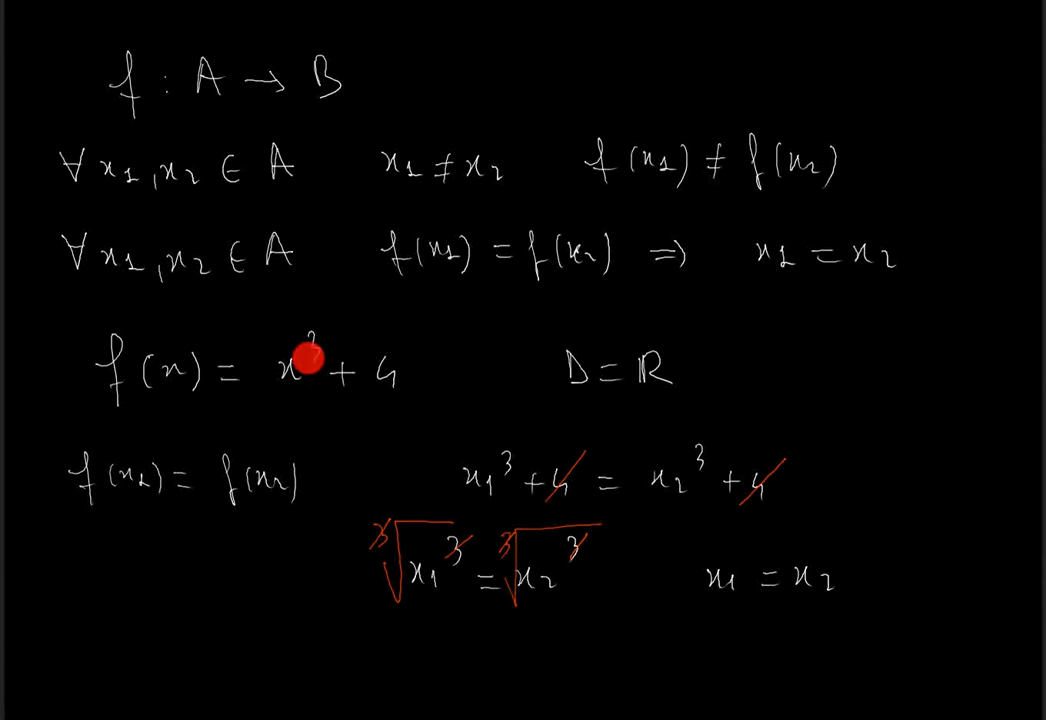 f : A → B
∀ x₁, x₂ ∈ A x₁ ≠ x₂ f(x₁) ≠ f(x₂)
∀ x₁, x₂ ∈ A f(x₁) = f(x₂) ⇒ x₁ = x₂
f(x) = x³ + 4 D = ℝ
f(x₁) = f(x₂) x₁³ + 4 = x₂³ + 4
∛x₁³ = ∛x₂³ x₁ = x₂